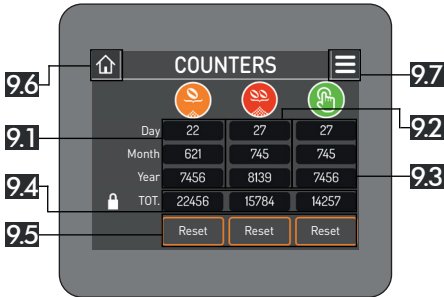 COUNTERS
9.6
9.7
9.1
9.2
Day 22 27 27
Month 621 745 745
Year 7456 8139 7456
9.3
9.4
TOT. 22456 15784 14257
9.5
Reset Reset Reset